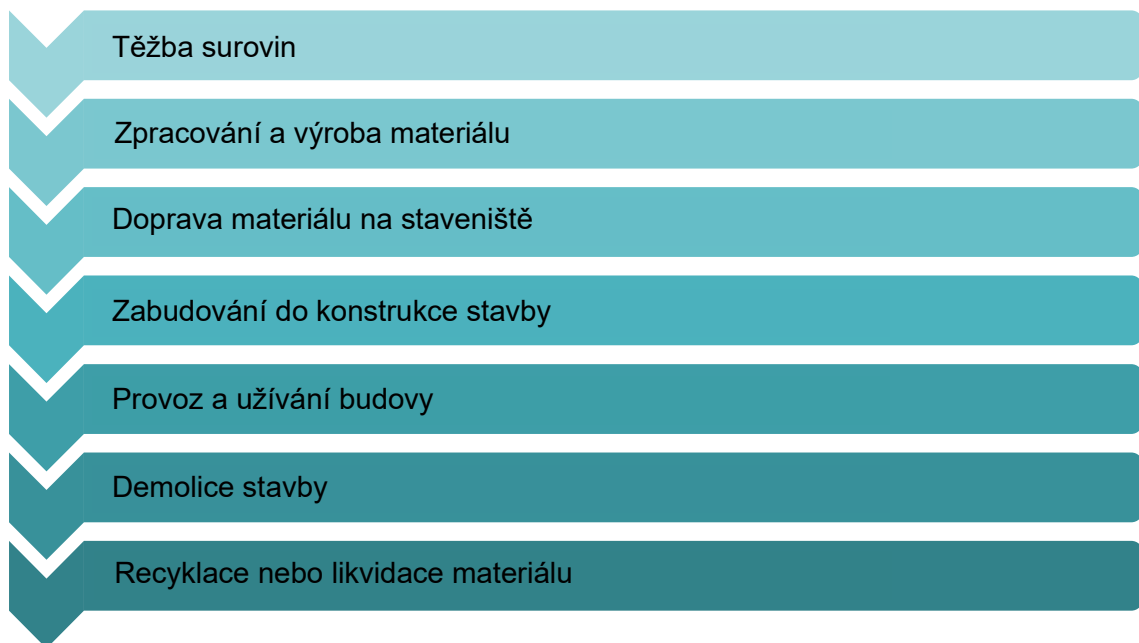 Těžba surovin
Zpracování a výroba materiálu
Doprava materiálu na staveniště
Zabudování do konstrukce stavby
Provoz a užívání budovy
Demolice stavby
Recyklace nebo likvidace materiálu